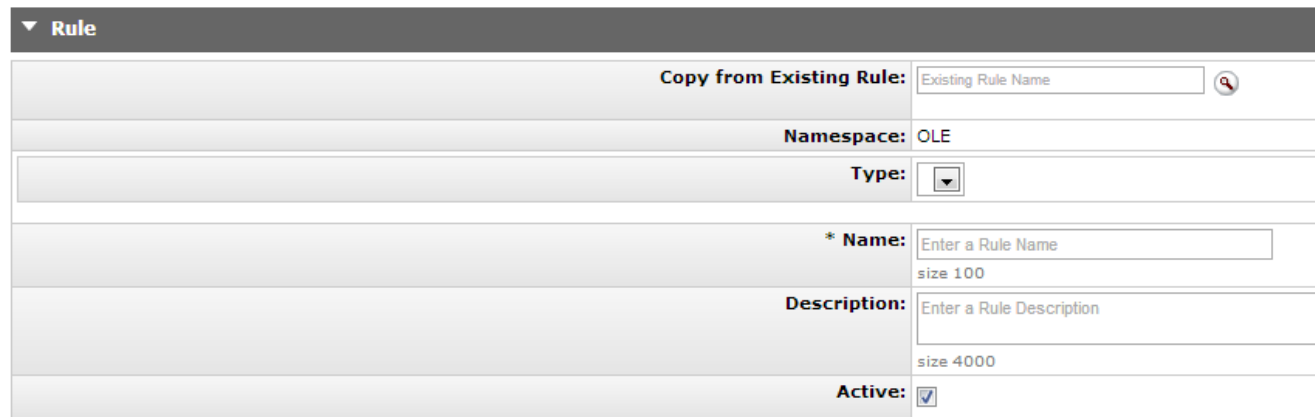 Rule
Copy from Existing Rule: Existing Rule Name
Namespace: OLE
Type:
* Name: Enter a Rule Name
size 100
Description: Enter a Rule Description
size 4000
Active: